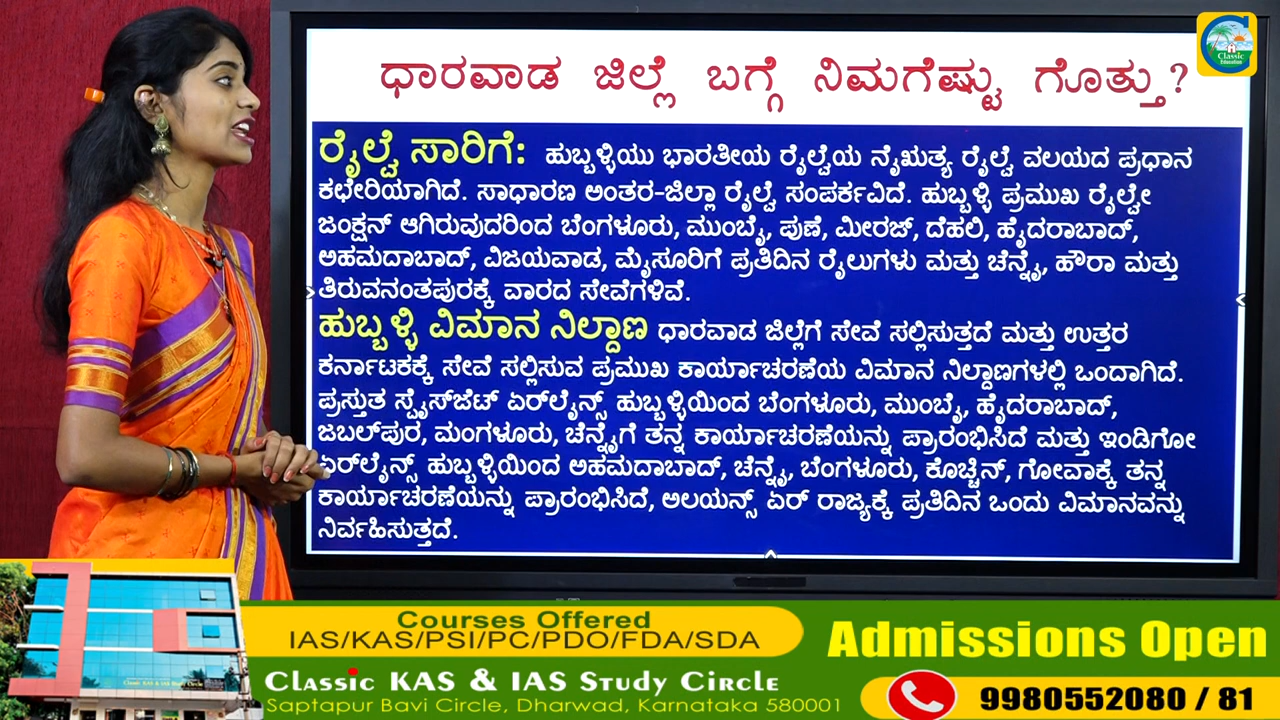 ಧಾರವಾಡ ಜಿಲ್ಲೆ ಬಗ್ಗೆ ನಿಮಗೆಷ್ಟು ಗೊತ್ತು?
Classic
Education
ರೈಲ್ವೆ ಸಾರಿಗೆ: ಹುಬ್ಬಳ್ಳಿಯು ಭಾರತೀಯ ರೈಲ್ವೆಯ ನೈಋತ್ಯ ರೈಲ್ವೆ ವಲಯದ ಪ್ರಧಾನ
ಕಛೇರಿಯಾಗಿದೆ. ಸಾಧಾರಣ ಅಂತರ-ಜಿಲ್ಲಾ ರೈಲ್ವೆ ಸಂಪರ್ಕವಿದೆ. ಹುಬ್ಬಳ್ಳಿ ಪ್ರಮುಖ ರೈಲ್ವೇ
ಜಂಕ್ಷನ್ ಆಗಿರುವುದರಿಂದ ಬೆಂಗಳೂರು, ಮುಂಬೈ, ಪುಣೆ, ಮೀರಜ್, ದೆಹಲಿ, ಹೈದರಾಬಾದ್,
ಅಹಮದಾಬಾದ್, ವಿಜಯವಾಡ, ಮೈಸೂರಿಗೆ ಪ್ರತಿದಿನ ರೈಲುಗಳು ಮತ್ತು ಚೆನ್ನೈ, ಹೌರಾ ಮತ್ತು
ತಿರುವನಂತಪುರಕ್ಕೆ ವಾರದ ಸೇವೆಗಳಿವೆ.
ಹುಬ್ಬಳ್ಳಿ ವಿಮಾನ ನಿಲ್ದಾಣ ಧಾರವಾಡ ಜಿಲ್ಲೆಗೆ ಸೇವೆ ಸಲ್ಲಿಸುತ್ತದೆ ಮತ್ತು ಉತ್ತರ
ಕರ್ನಾಟಕಕ್ಕೆ ಸೇವೆ ಸಲ್ಲಿಸುವ ಪ್ರಮುಖ ಕಾರ್ಯಾಚರಣೆಯ ವಿಮಾನ ನಿಲ್ದಾಣಗಳಲ್ಲಿ ಒಂದಾಗಿದೆ.
ಪ್ರಸ್ತುತ ಸ್ಪೈಸ್‌ಜೆಟ್ ಏರ್‌ಲೈನ್ಸ್ ಹುಬ್ಬಳ್ಳಿಯಿಂದ ಬೆಂಗಳೂರು, ಮುಂಬೈ, ಹೈದರಾಬಾದ್,
ಜಬಲ್‌ಪುರ, ಮಂಗಳೂರು, ಚೆನ್ನೈಗೆ ತನ್ನ ಕಾರ್ಯಾಚರಣೆಯನ್ನು ಪ್ರಾರಂಭಿಸಿದೆ ಮತ್ತು ಇಂಡಿಗೋ
ಏರ್‌ಲೈನ್ಸ್ ಹುಬ್ಬಳ್ಳಿಯಿಂದ ಅಹಮದಾಬಾದ್, ಚೆನ್ನೈ, ಬೆಂಗಳೂರು, ಕೊಚ್ಚಿನ್, ಗೋವಾಕ್ಕೆ ತನ್ನ
ಕಾರ್ಯಾಚರಣೆಯನ್ನು ಪ್ರಾರಂಭಿಸಿದೆ, ಅಲಯನ್ಸ್ ಏರ್ ರಾಜ್ಯಕ್ಕೆ ಪ್ರತಿದಿನ ಒಂದು ವಿಮಾನವನ್ನು
ನಿರ್ವಹಿಸುತ್ತದೆ.
Courses Offered
IAS/KAS/PSI/PC/PDO/FDA/SDA
Classic KAS & IAS Study Circle
Saptapur Bavi Circle, Dharwad, Karnataka 580001
Admissions Open
9980552080 / 81
Classic KAS & IAS Study Circle